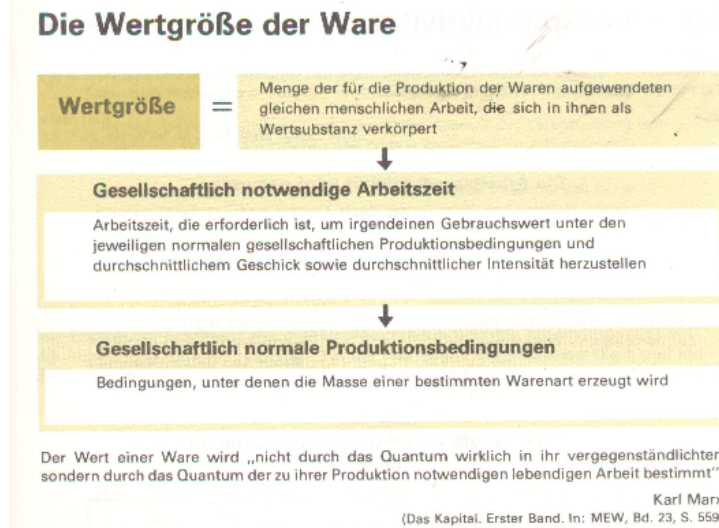 Die Wertgröße der Ware
Wertgröße = Menge der für die Produktion der Waren aufgewendeten
gleichen menschlichen Arbeit, die sich in ihnen als
Wertsubstanz verkörpert
Gesellschaftlich notwendige Arbeitszeit
Arbeitszeit, die erforderlich ist, um irgendeinen Gebrauchswert unter den
jeweiligen normalen gesellschaftlichen Produktionsbedingungen und
durchschnittlichem Geschick sowie durchschnittlicher Intensität herzustellen
Gesellschaftlich normale Produktionsbedingungen
Bedingungen, unter denen die Masse einer bestimmten Warenart erzeugt wird
Der Wert einer Ware wird „nicht durch das Quantum wirklich in ihr vergegenständlichter
sondern durch das Quantum der zu ihrer Produktion notwendigen lebendigen Arbeit bestimmt“
Karl Marx
(Das Kapital. Erster Band. In: MEW, Bd. 23, S. 559